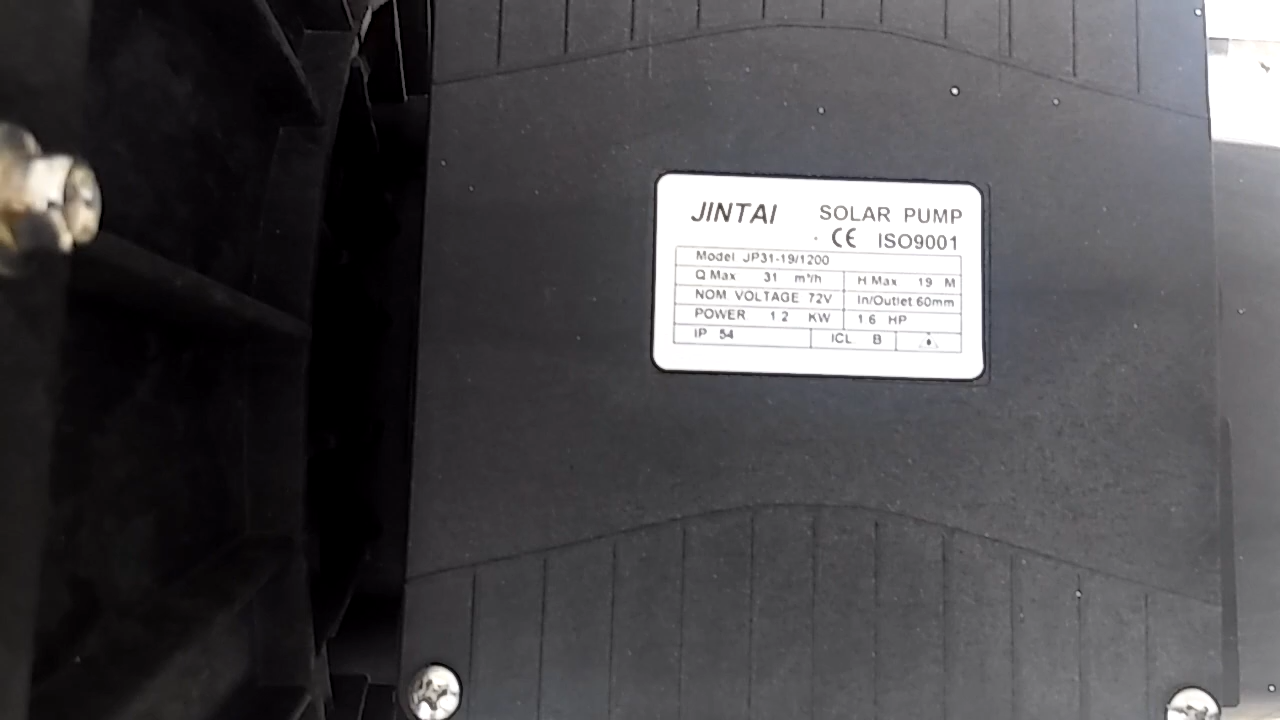 JINTAI SOLAR PUMP
CE ISO9001
Model JP31-19/1200
Q Max 31 m³/h H Max 19 M
NOM VOLTAGE 72V In/Outlet 60mm
POWER 1.2 KW 1.6 HP
IP 54 ICL B